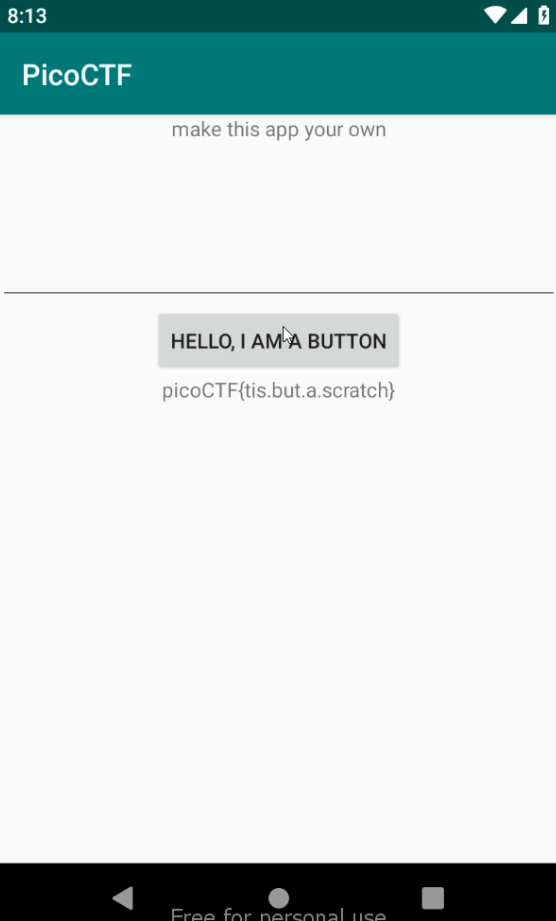 8:13
PicoCTF
make this app your own
HELLO, I AM A BUTTON
picoCTF{tis.but.a.scratch}
Free for personal use